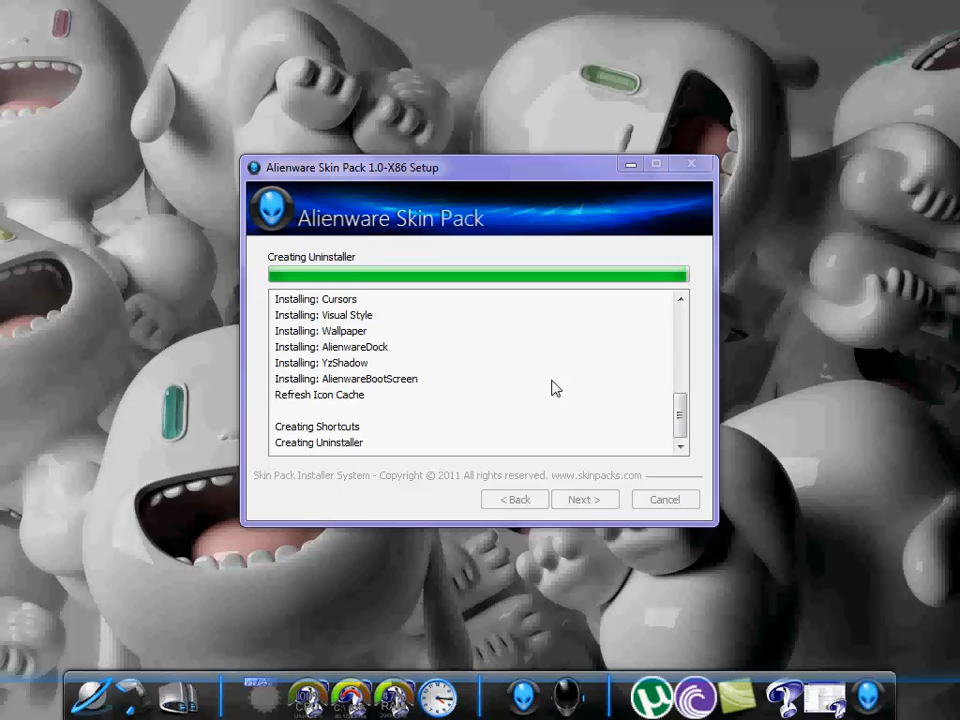 Alienware Skin Pack 1.0-X86 Setup
Alienware Skin Pack
Creating Uninstaller
Installing: Cursors
Installing: Visual Style
Installing: Wallpaper
Installing: AlienwareDock
Installing: YzShadow
Installing: AlienwareBootScreen
Refresh Icon Cache
Creating Shortcuts
Creating Uninstaller
Skin Pack Installer System - Copyright © 2011 All rights reserved. www.skinpacks.com
< Back Next > Cancel